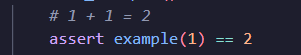 # 1 + 1 = 2
assert example(1) == 2